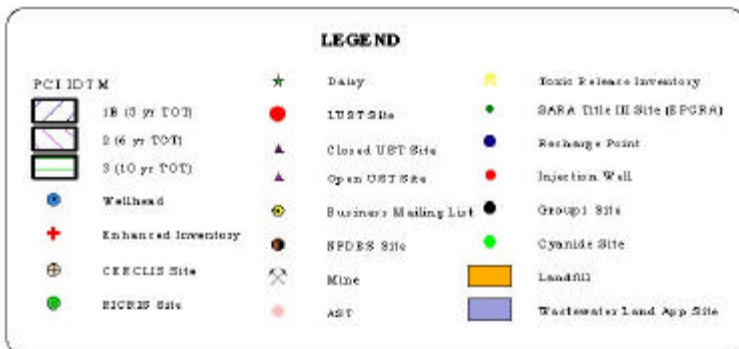 LEGEND
PCI IDTM
1B (3 yr TOT)
2 (6 yr TOT)
3 (10 yr TOT)
Wellhead
Enhanced Inventory
CERCLIS Site
RICRIS Site
Dairy
LUST Site
Closed UST Site
Open UST Site
Business Mailing List
NPDES Site
Mine
AST
Toxic Release Inventory
SARA Title III Site (EPCRA)
Recharge Point
Injection Well
Group1 Site
Cyanide Site
Landfill
Wastewater Land App Site